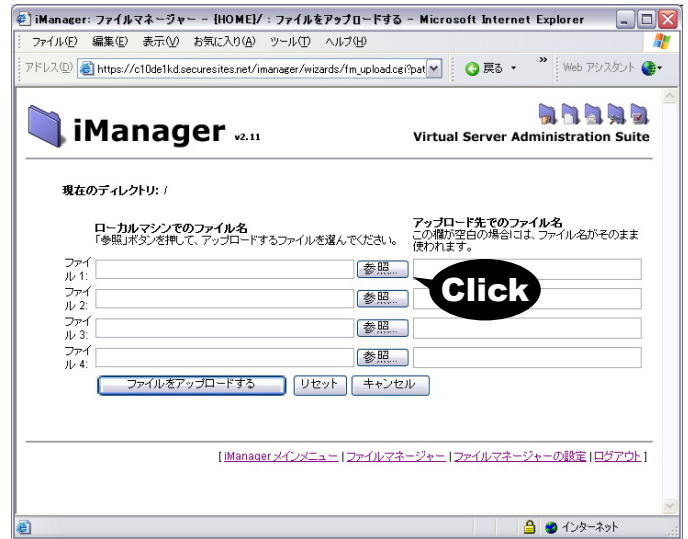 iManager: ファイルマネージャー - [HOME]/ : ファイルをアップロードする - Microsoft Internet Explorer
ファイル(F) 編集(E) 表示(V) お気に入り(A) ツール(T) ヘルプ(H)
アドレス(D) https://c10de1kd.securesites.net/imanager/wizards/fm_upload.cgi?pat 戻る » Web アシスタント
iManager v2.11
Virtual Server Administration Suite
現在のディレクトリ: /
ローカルマシンでのファイル名
「参照」ボタンを押して、アップロードするファイルを選んでください。
アップロード先でのファイル名
この欄が空白の場合には、ファイル名がそのまま
使われます。
ファイ
ル 1: 参照...
Click
ファイ
ル 2: 参照...
ファイ
ル 3: 参照...
ファイ
ル 4: 参照...
ファイルをアップロードする リセット キャンセル
[ iManager メインメニュー | ファイルマネージャー | ファイルマネージャーの設定 | ログアウト ]
インターネット